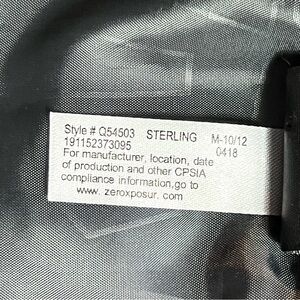 Style # Q54503 STERLING M-10/12
191152373095 0418
For manufacturer, location, date
of production and other CPSIA
compliance information,go to
www. zeroxposur. com